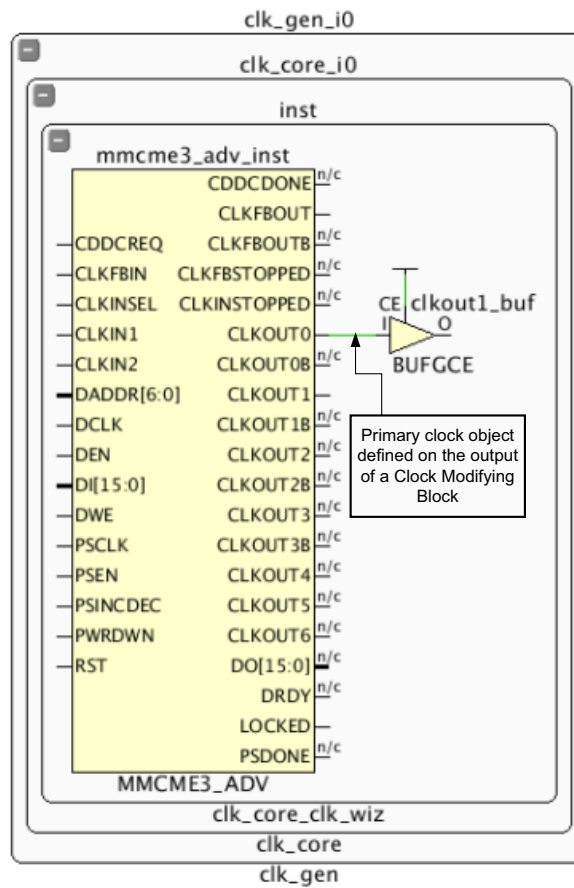 clk_gen_i0
clk_core_i0
inst
mmcme3_adv_inst
CDDCDONE n/c
CLKFBOUT
CDDCREQ CLKFBOUTB n/c
CLKFBIN CLKFBSTOPPED n/c
CLKINSEL CLKINSTOPPED n/c
CE clkout1_buf
CLKIN1 CLKOUT0 I O
CLKIN2 CLKOUT0B n/c BUFGCE
DADDR[6:0] CLKOUT1
DCLK CLKOUT1B n/c
DEN CLKOUT2
DI[15:0] CLKOUT2B n/c
DWE CLKOUT3 n/c
PSCLK CLKOUT3B n/c
PSEN CLKOUT4 n/c
PSINCDEC CLKOUT5 n/c
PWRDWN CLKOUT6 n/c
RST DO[15:0] n/c
DRDY n/c
LOCKED
PSDONE n/c
MMCME3_ADV
Primary clock object
defined on the output
of a Clock Modifying
Block
clk_core_clk_wiz
clk_core
clk_gen